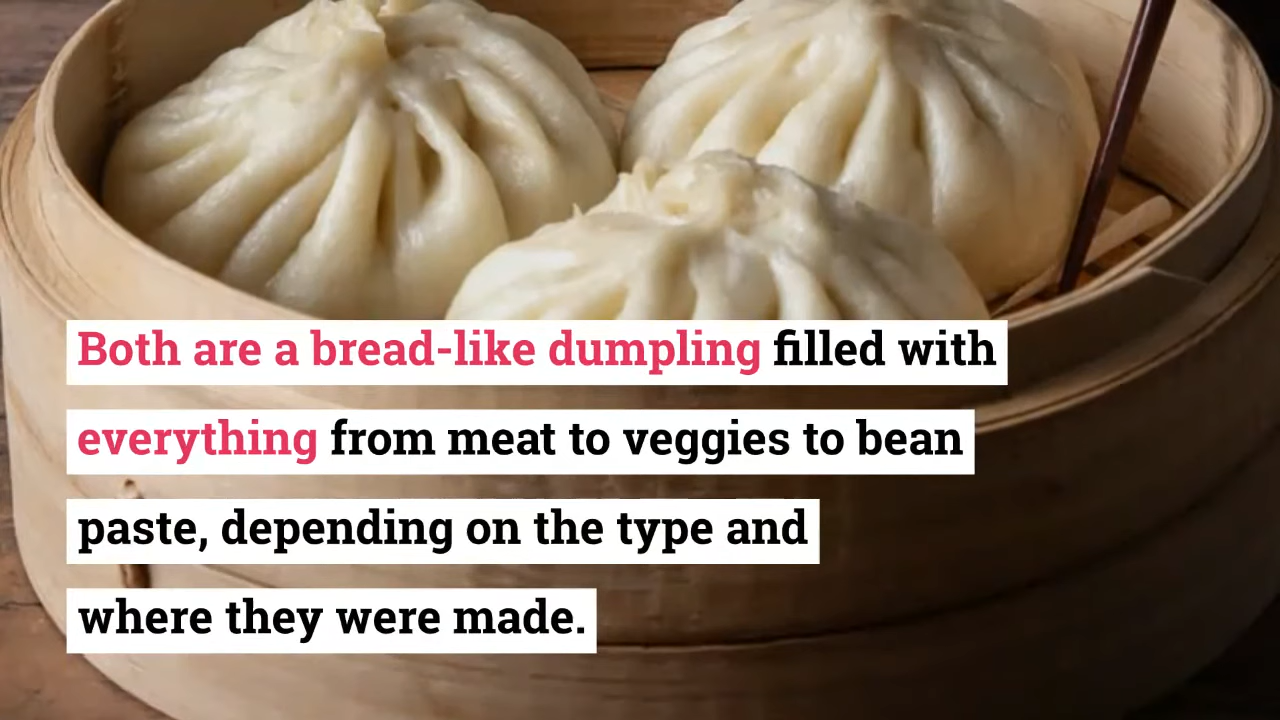 Both are a bread-like dumpling filled with
everything from meat to veggies to bean
paste, depending on the type and
where they were made.